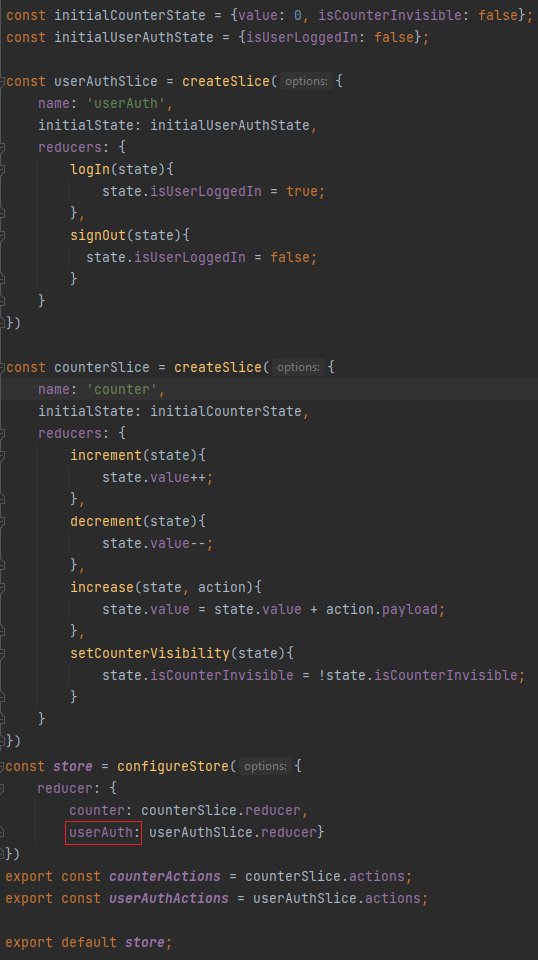 const initialCounterState = {value: 0, isCounterInvisible: false};
const initialUserAuthState = {isUserLoggedIn: false};

const userAuthSlice = createSlice( options: {
    name: 'userAuth',
    initialState: initialUserAuthState,
    reducers: {
        logIn(state){
            state.isUserLoggedIn = true;
        },
        signOut(state){
          state.isUserLoggedIn = false;
        }
    }
})

const counterSlice = createSlice( options: {
    name: 'counter',
    initialState: initialCounterState,
    reducers: {
        increment(state){
            state.value++;
        },
        decrement(state){
            state.value--;
        },
        increase(state, action){
            state.value = state.value + action.payload;
        },
        setCounterVisibility(state){
            state.isCounterInvisible = !state.isCounterInvisible;
        }
    }
})
const store = configureStore( options: {
    reducer: {
        counter: counterSlice.reducer,
        userAuth: userAuthSlice.reducer}
})
export const counterActions = counterSlice.actions;
export const userAuthActions = userAuthSlice.actions;

export default store;